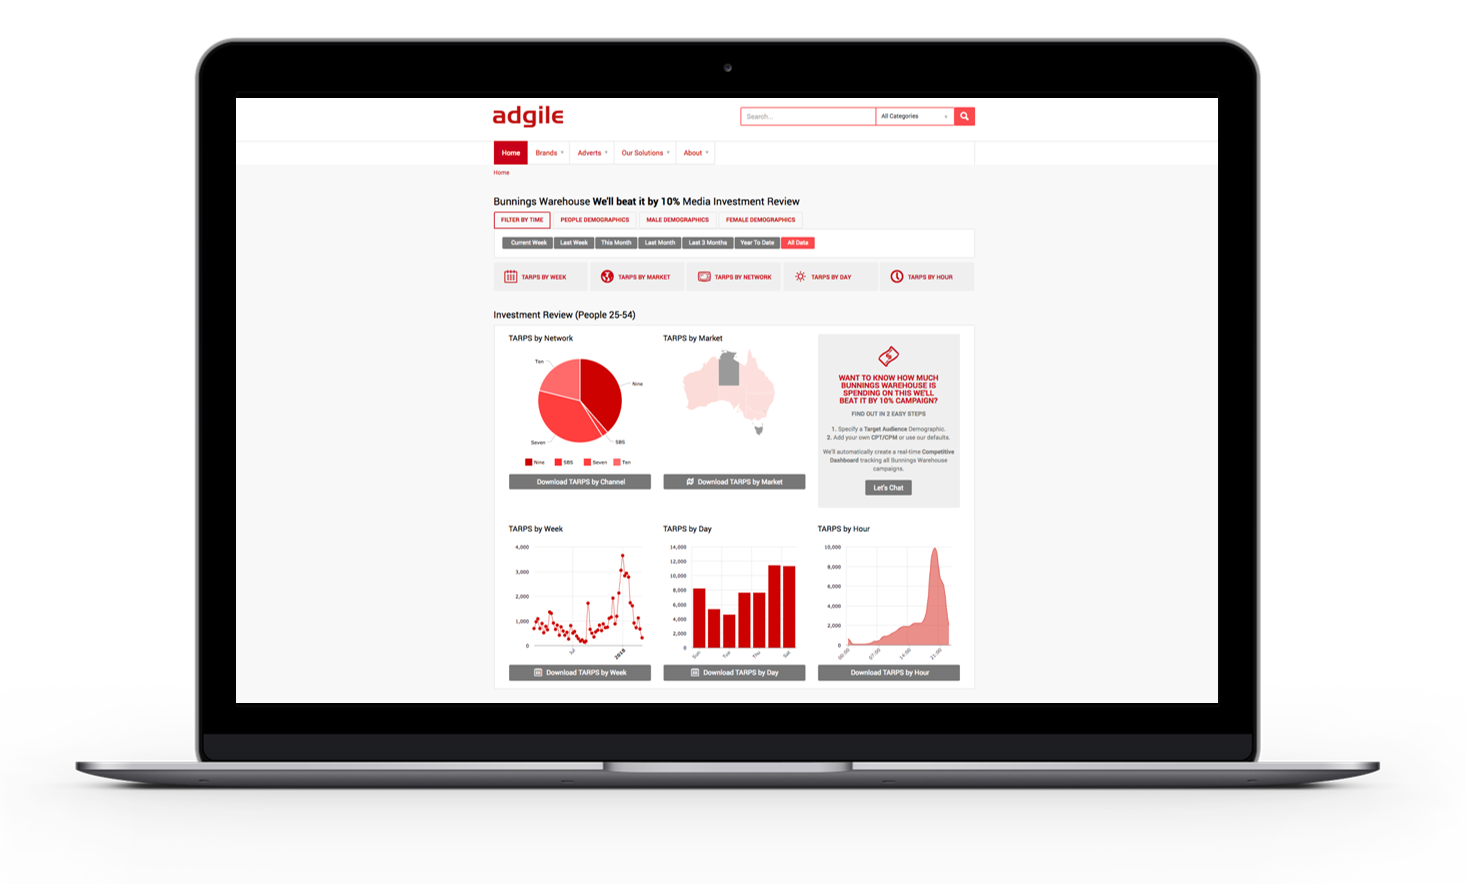 adgile
Search...
All Categories
Home
Brands
Adverts
Our Solutions
About
Home
Bunnings Warehouse We'll beat it by 10% Media Investment Review
FILTER BY TIME
PEOPLE DEMOGRAPHICS
MALE DEMOGRAPHICS
FEMALE DEMOGRAPHICS
Current Week
Last Week
This Month
Last Month
Last 3 Months
Year To Date
All Data
TARPS BY WEEK
TARPS BY MARKET
TARPS BY NETWORK
TARPS BY DAY
TARPS BY HOUR
Investment Review (People 25-54)
TARPS by Network
Ten
Nine
Seven
SBS
Nine
SBS
Seven
Ten
Download TARPS by Channel
TARPS by Market
Download TARPS by Market
WANT TO KNOW HOW MUCH
BUNNINGS WAREHOUSE IS
SPENDING ON THIS WE'LL
BEAT IT BY 10% CAMPAIGN?
FIND OUT IN 2 EASY STEPS
1. Specify a Target Audience Demographic.
2. Add your own CPT/CPM or use our defaults.
We'll automatically create a real-time Competitive
Dashboard tracking all Bunnings Warehouse
campaigns.
Let's Chat
TARPS by Week
4,000
3,000
2,000
1,000
0
Jul
2018
Download TARPS by Week
TARPS by Day
14,000
12,000
10,000
8,000
6,000
4,000
2,000
0
Sun
Tue
Thu
Sat
Download TARPS by Day
TARPS by Hour
10,000
8,000
6,000
4,000
2,000
0
00:00
07:00
14:00
21:00
Download TARPS by Hour